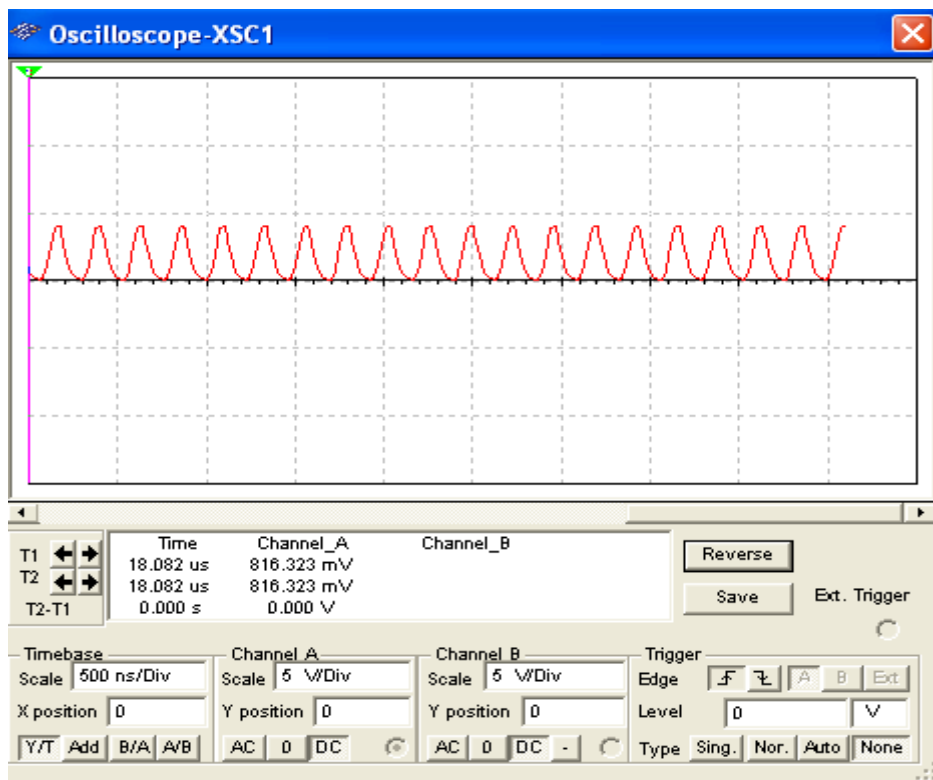 Oscilloscope-XSC1
Time Channel_A Channel_B
T1 18.082 us 816.323 mV
T2 18.082 us 816.323 mV
T2-T1 0.000 s 0.000 V
Reverse
Save
Ext. Trigger
Timebase
Scale 500 ns/Div
X position 0
Y/T Add B/A A/B
Channel A
Scale 5 V/Div
Y position 0
AC 0 DC
Channel B
Scale 5 V/Div
Y position 0
AC 0 DC -
Trigger
Edge A B Ext
Level 0 V
Type Sing. Nor. Auto None